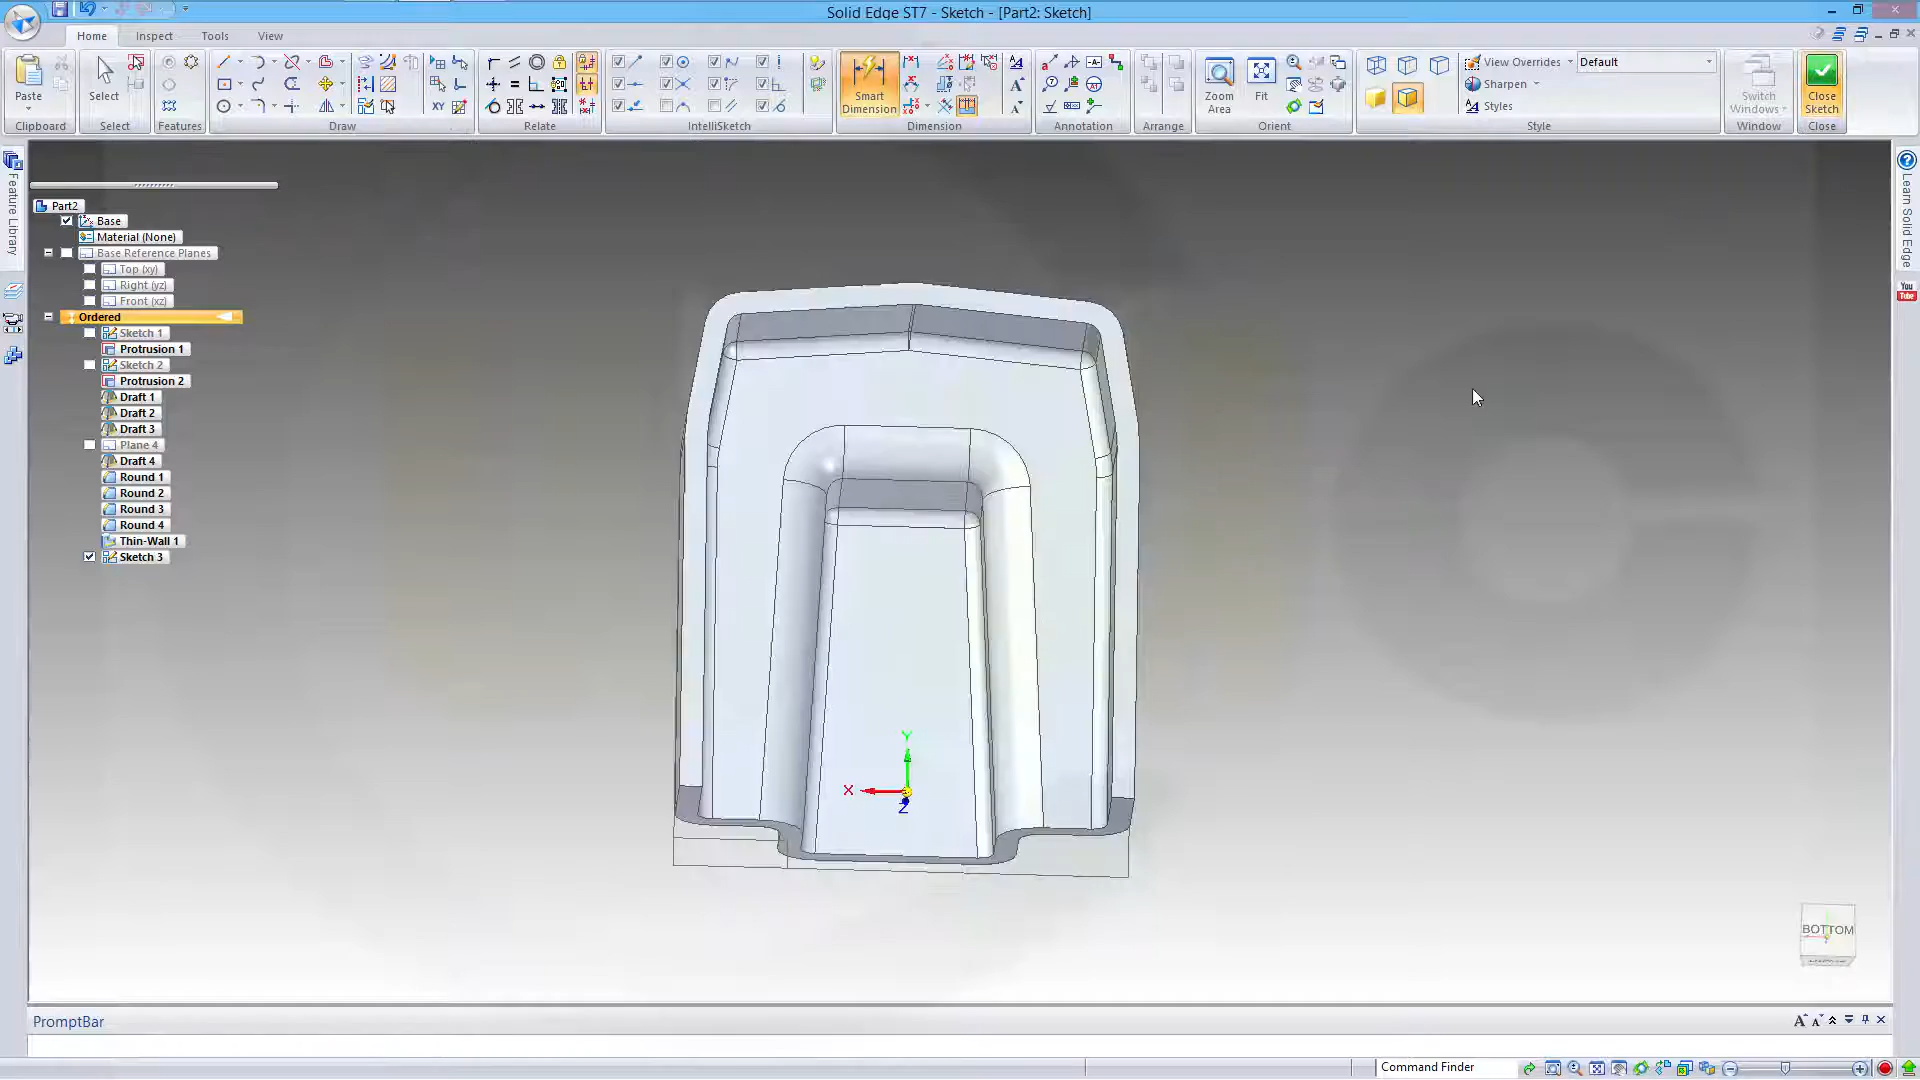 Solid Edge ST7 - Sketch - [Part2: Sketch]
Home Inspect Tools View
Paste
Clipboard
Select
Select
Features
Draw
Relate
IntelliSketch
Smart Dimension
Dimension
Annotation
Arrange
Zoom Area
Fit
Orient
View Overrides
Default
Sharpen
Styles
Style
Switch Windows
Window
Close Sketch
Close
XY
Feature Library
Learn Solid Edge
You Tube
Part2
Base
Material (None)
Base Reference Planes
Top (xy)
Right (yz)
Front (xz)
Ordered
Sketch 1
Protrusion 1
Sketch 2
Protrusion 2
Draft 1
Draft 2
Draft 3
Plane 4
Draft 4
Round 1
Round 2
Round 3
Round 4
Thin-Wall 1
Sketch 3
Y
X
Z
BOTTOM
PromptBar
Command Finder